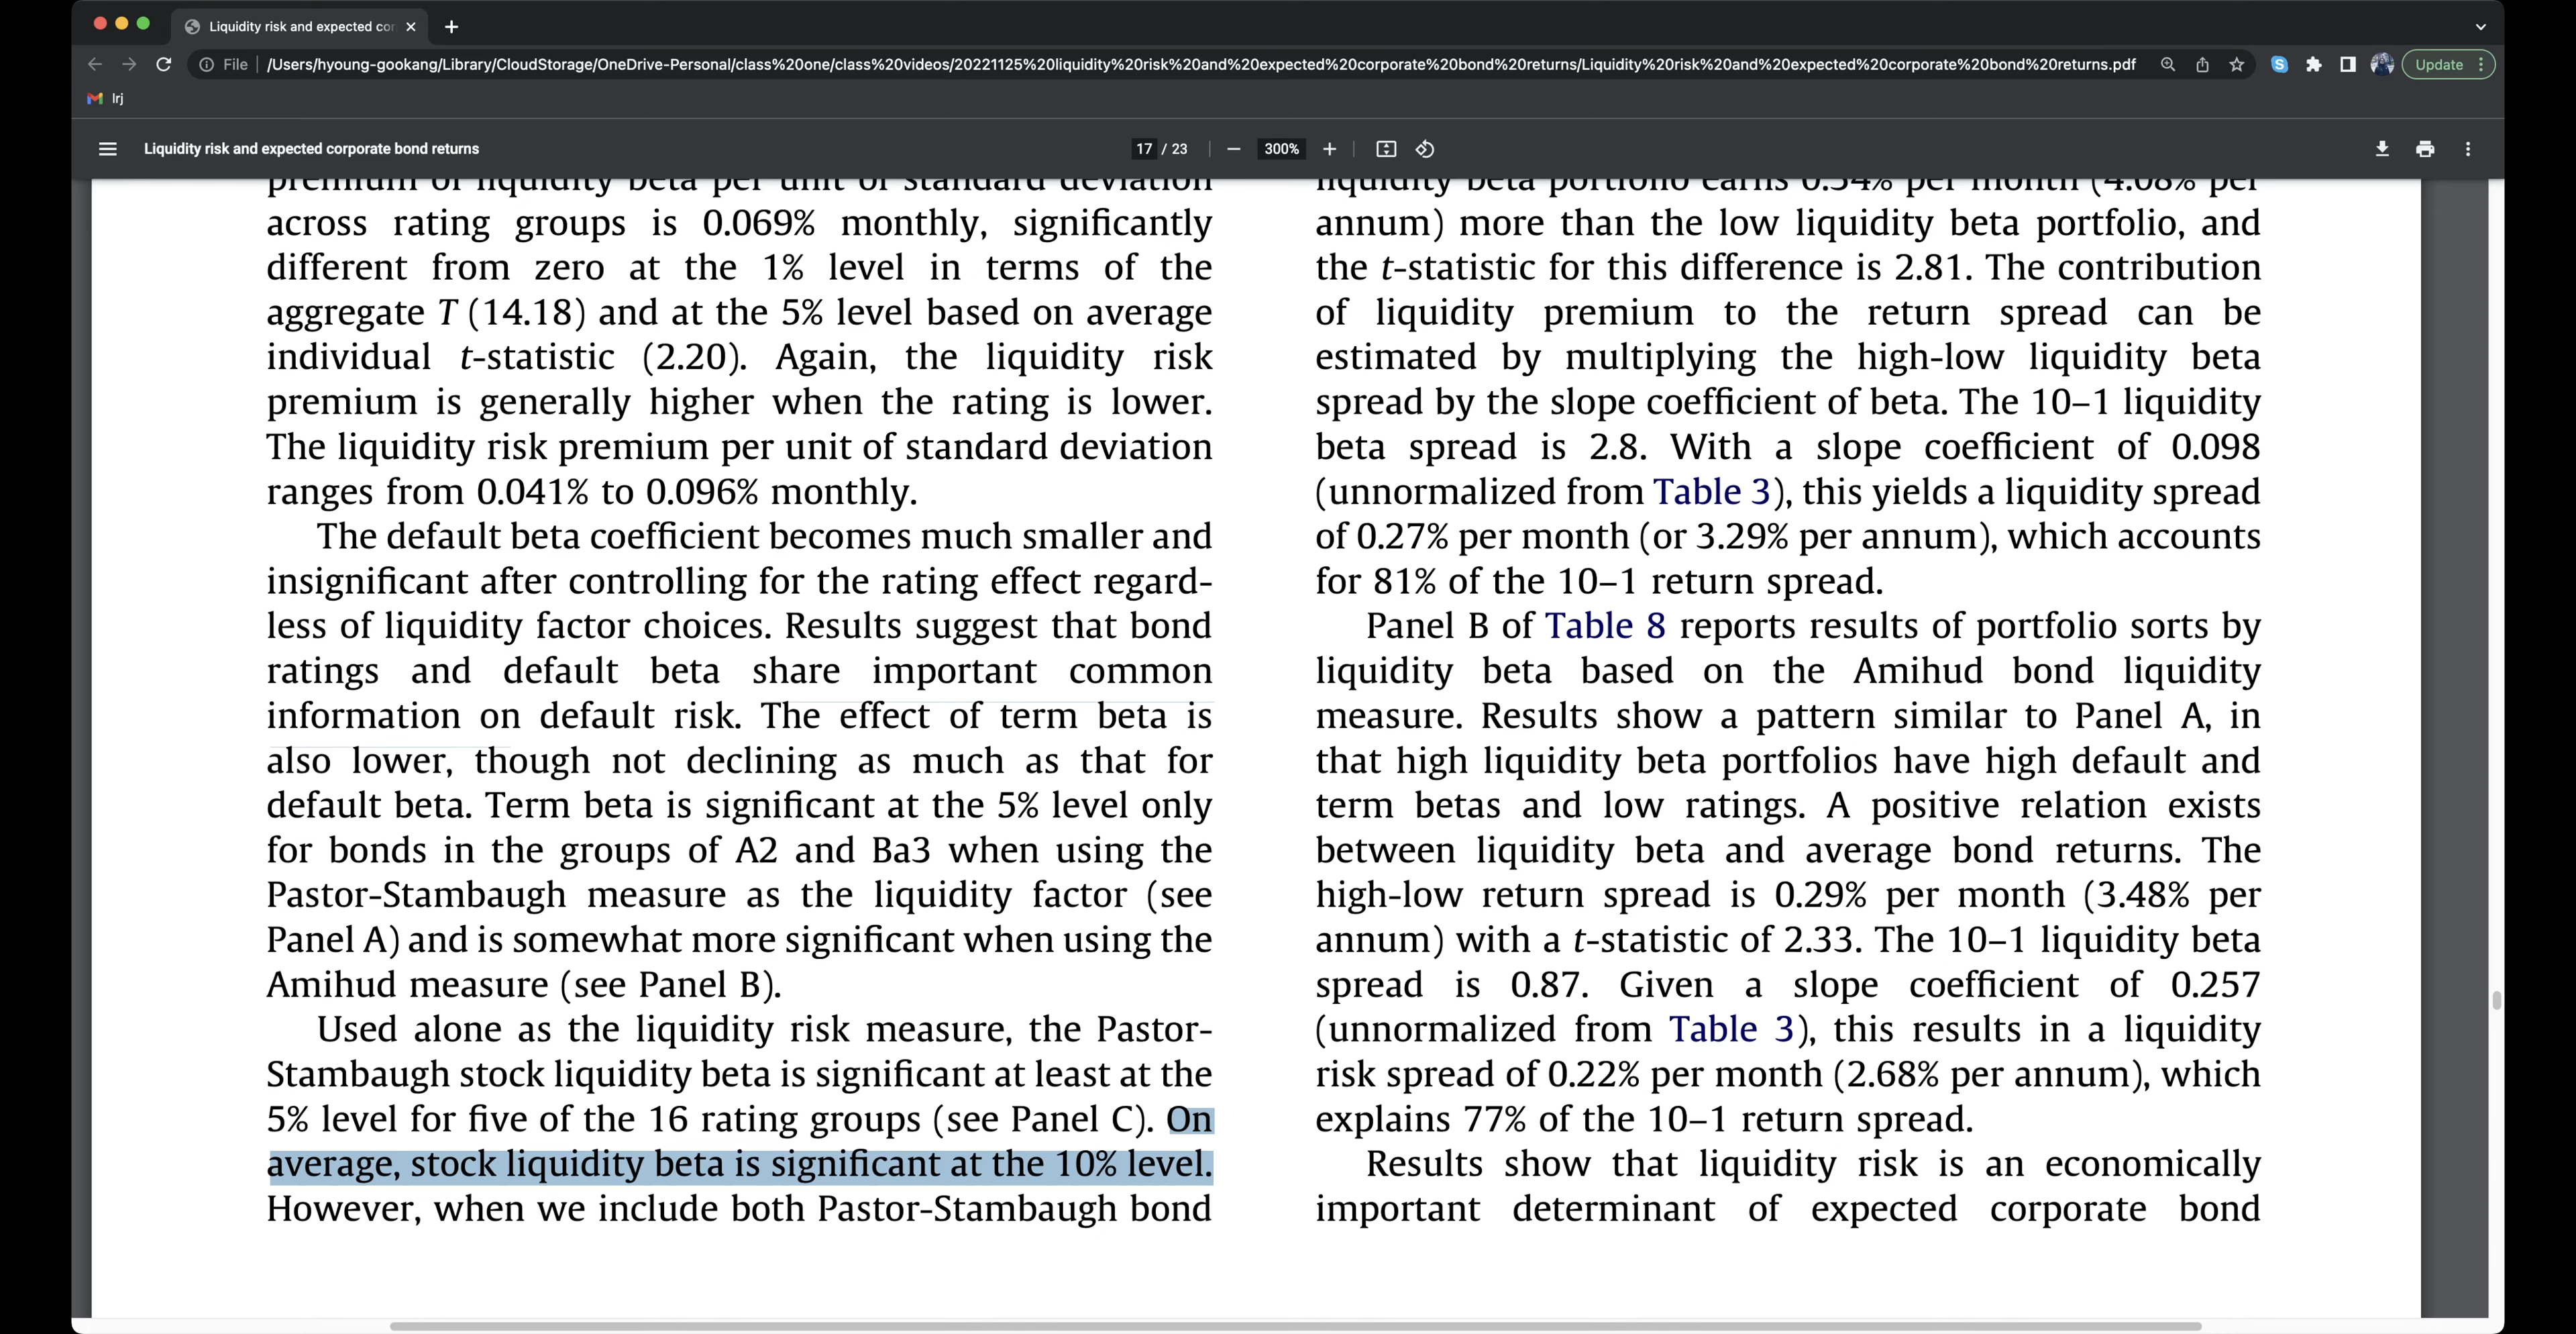 Liquidity risk and expected cor
File
/Users/hyoung-gookang/Library/CloudStorage/OneDrive-Personal/class%20one/class%20videos/20221125%20liquidity%20risk%20and%20expected%20corporate%20bond%20returns/Liquidity%20risk%20and%20expected%20corporate%20bond%20returns.pdf
Update
lrj
Liquidity risk and expected corporate bond returns
17 / 23
300%
premium of liquidity beta per unit of standard deviation
across rating groups is 0.069% monthly, significantly
different from zero at the 1% level in terms of the
aggregate T (14.18) and at the 5% level based on average
individual t-statistic (2.20). Again, the liquidity risk
premium is generally higher when the rating is lower.
The liquidity risk premium per unit of standard deviation
ranges from 0.041% to 0.096% monthly.
The default beta coefficient becomes much smaller and
insignificant after controlling for the rating effect regard-
less of liquidity factor choices. Results suggest that bond
ratings and default beta share important common
information on default risk. The effect of term beta is
also lower, though not declining as much as that for
default beta. Term beta is significant at the 5% level only
for bonds in the groups of A2 and Ba3 when using the
Pastor-Stambaugh measure as the liquidity factor (see
Panel A) and is somewhat more significant when using the
Amihud measure (see Panel B).
Used alone as the liquidity risk measure, the Pastor-
Stambaugh stock liquidity beta is significant at least at the
5% level for five of the 16 rating groups (see Panel C). On
average, stock liquidity beta is significant at the 10% level.
However, when we include both Pastor-Stambaugh bond
liquidity beta portfolio earns 0.34% per month (4.08% per
annum) more than the low liquidity beta portfolio, and
the t-statistic for this difference is 2.81. The contribution
of liquidity premium to the return spread can be
estimated by multiplying the high-low liquidity beta
spread by the slope coefficient of beta. The 10–1 liquidity
beta spread is 2.8. With a slope coefficient of 0.098
(unnormalized from Table 3), this yields a liquidity spread
of 0.27% per month (or 3.29% per annum), which accounts
for 81% of the 10–1 return spread.
Panel B of Table 8 reports results of portfolio sorts by
liquidity beta based on the Amihud bond liquidity
measure. Results show a pattern similar to Panel A, in
that high liquidity beta portfolios have high default and
term betas and low ratings. A positive relation exists
between liquidity beta and average bond returns. The
high-low return spread is 0.29% per month (3.48% per
annum) with a t-statistic of 2.33. The 10–1 liquidity beta
spread is 0.87. Given a slope coefficient of 0.257
(unnormalized from Table 3), this results in a liquidity
risk spread of 0.22% per month (2.68% per annum), which
explains 77% of the 10–1 return spread.
Results show that liquidity risk is an economically
important determinant of expected corporate bond